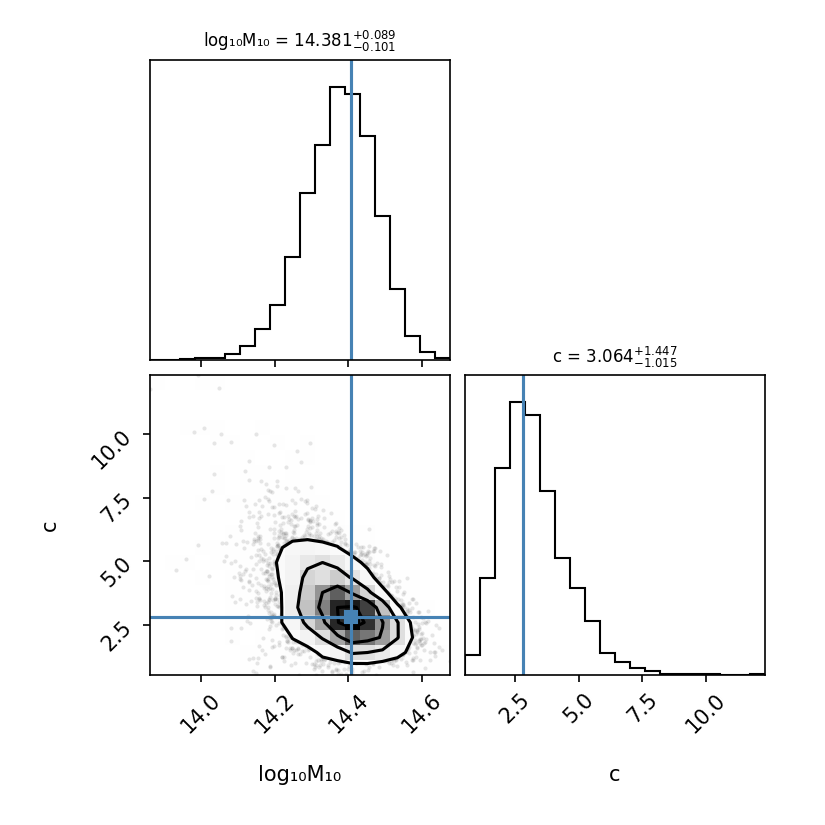 log₁₀M₁₀ = 14.381+0.089−0.101
c = 3.064+1.447−1.015
10.0
7.5
5.0
2.5
c
14.0 14.2 14.4 14.6
2.5 5.0 7.5 10.0
log₁₀M₁₀ c